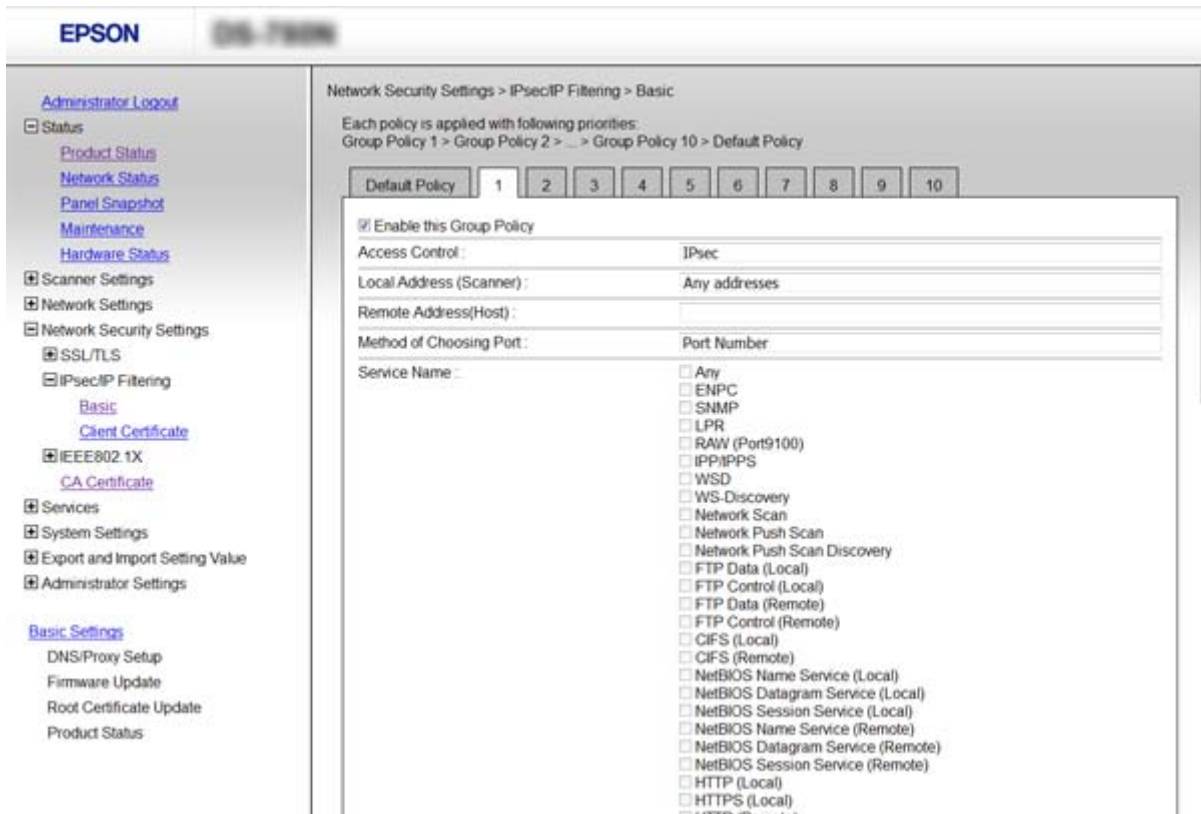 EPSON
Administrator Logout
Status
Product Status
Network Status
Panel Snapshot
Maintenance
Hardware Status
Scanner Settings
Network Settings
Network Security Settings
SSL/TLS
IPsec/IP Filtering
Basic
Client Certificate
IEEE802.1X
CA Certificate
Services
System Settings
Export and Import Setting Value
Administrator Settings
Basic Settings
DNS/Proxy Setup
Firmware Update
Root Certificate Update
Product Status
Network Security Settings > IPsec/IP Filtering > Basic
Each policy is applied with following priorities:
Group Policy 1 > Group Policy 2 > ... > Group Policy 10 > Default Policy
Default Policy 1 2 3 4 5 6 7 8 9 10
Enable this Group Policy
Access Control : IPsec
Local Address (Scanner) : Any addresses
Remote Address(Host) :
Method of Choosing Port : Port Number
Service Name :
Any
ENPC
SNMP
LPR
RAW (Port9100)
IPP/IPPS
WSD
WS-Discovery
Network Scan
Network Push Scan
Network Push Scan Discovery
FTP Data (Local)
FTP Control (Local)
FTP Data (Remote)
FTP Control (Remote)
CIFS (Local)
CIFS (Remote)
NetBIOS Name Service (Local)
NetBIOS Datagram Service (Local)
NetBIOS Session Service (Local)
NetBIOS Name Service (Remote)
NetBIOS Datagram Service (Remote)
NetBIOS Session Service (Remote)
HTTP (Local)
HTTPS (Local)